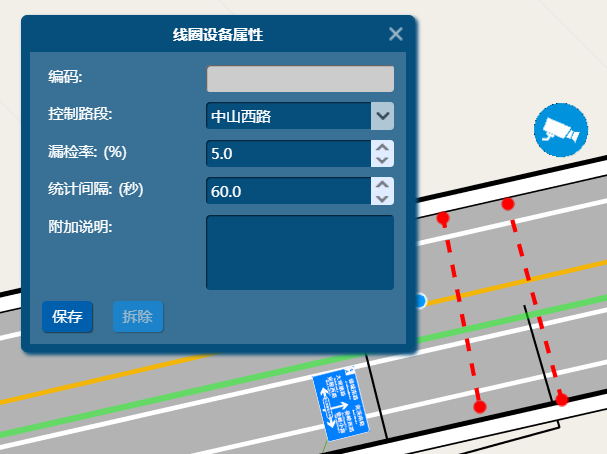 线圈设备属性
编码:
控制路段: 中山西路
漏检率: (%) 5.0
统计间隔: (秒) 60.0
附加说明:
保存 拆除